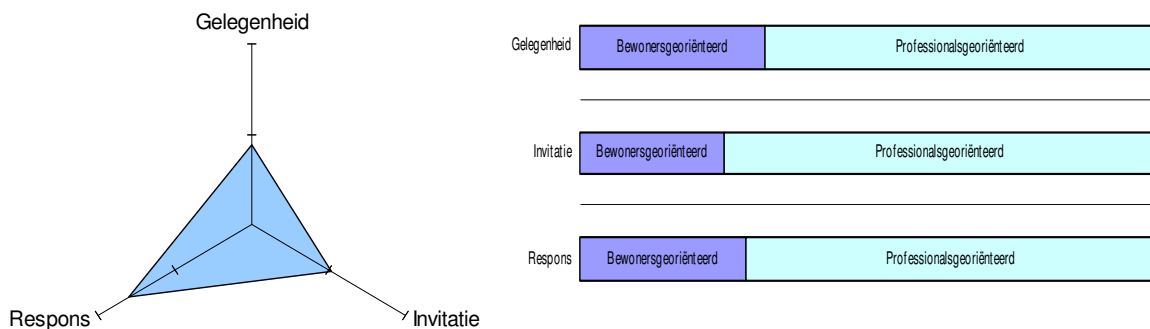 Gelegenheid
Respons
Invitatie
Gelegenheid Bewonersgeoriënteerd Professionalsgeoriënteerd
Invitatie Bewonersgeoriënteerd Professionalsgeoriënteerd
Respons Bewonersgeoriënteerd Professionalsgeoriënteerd